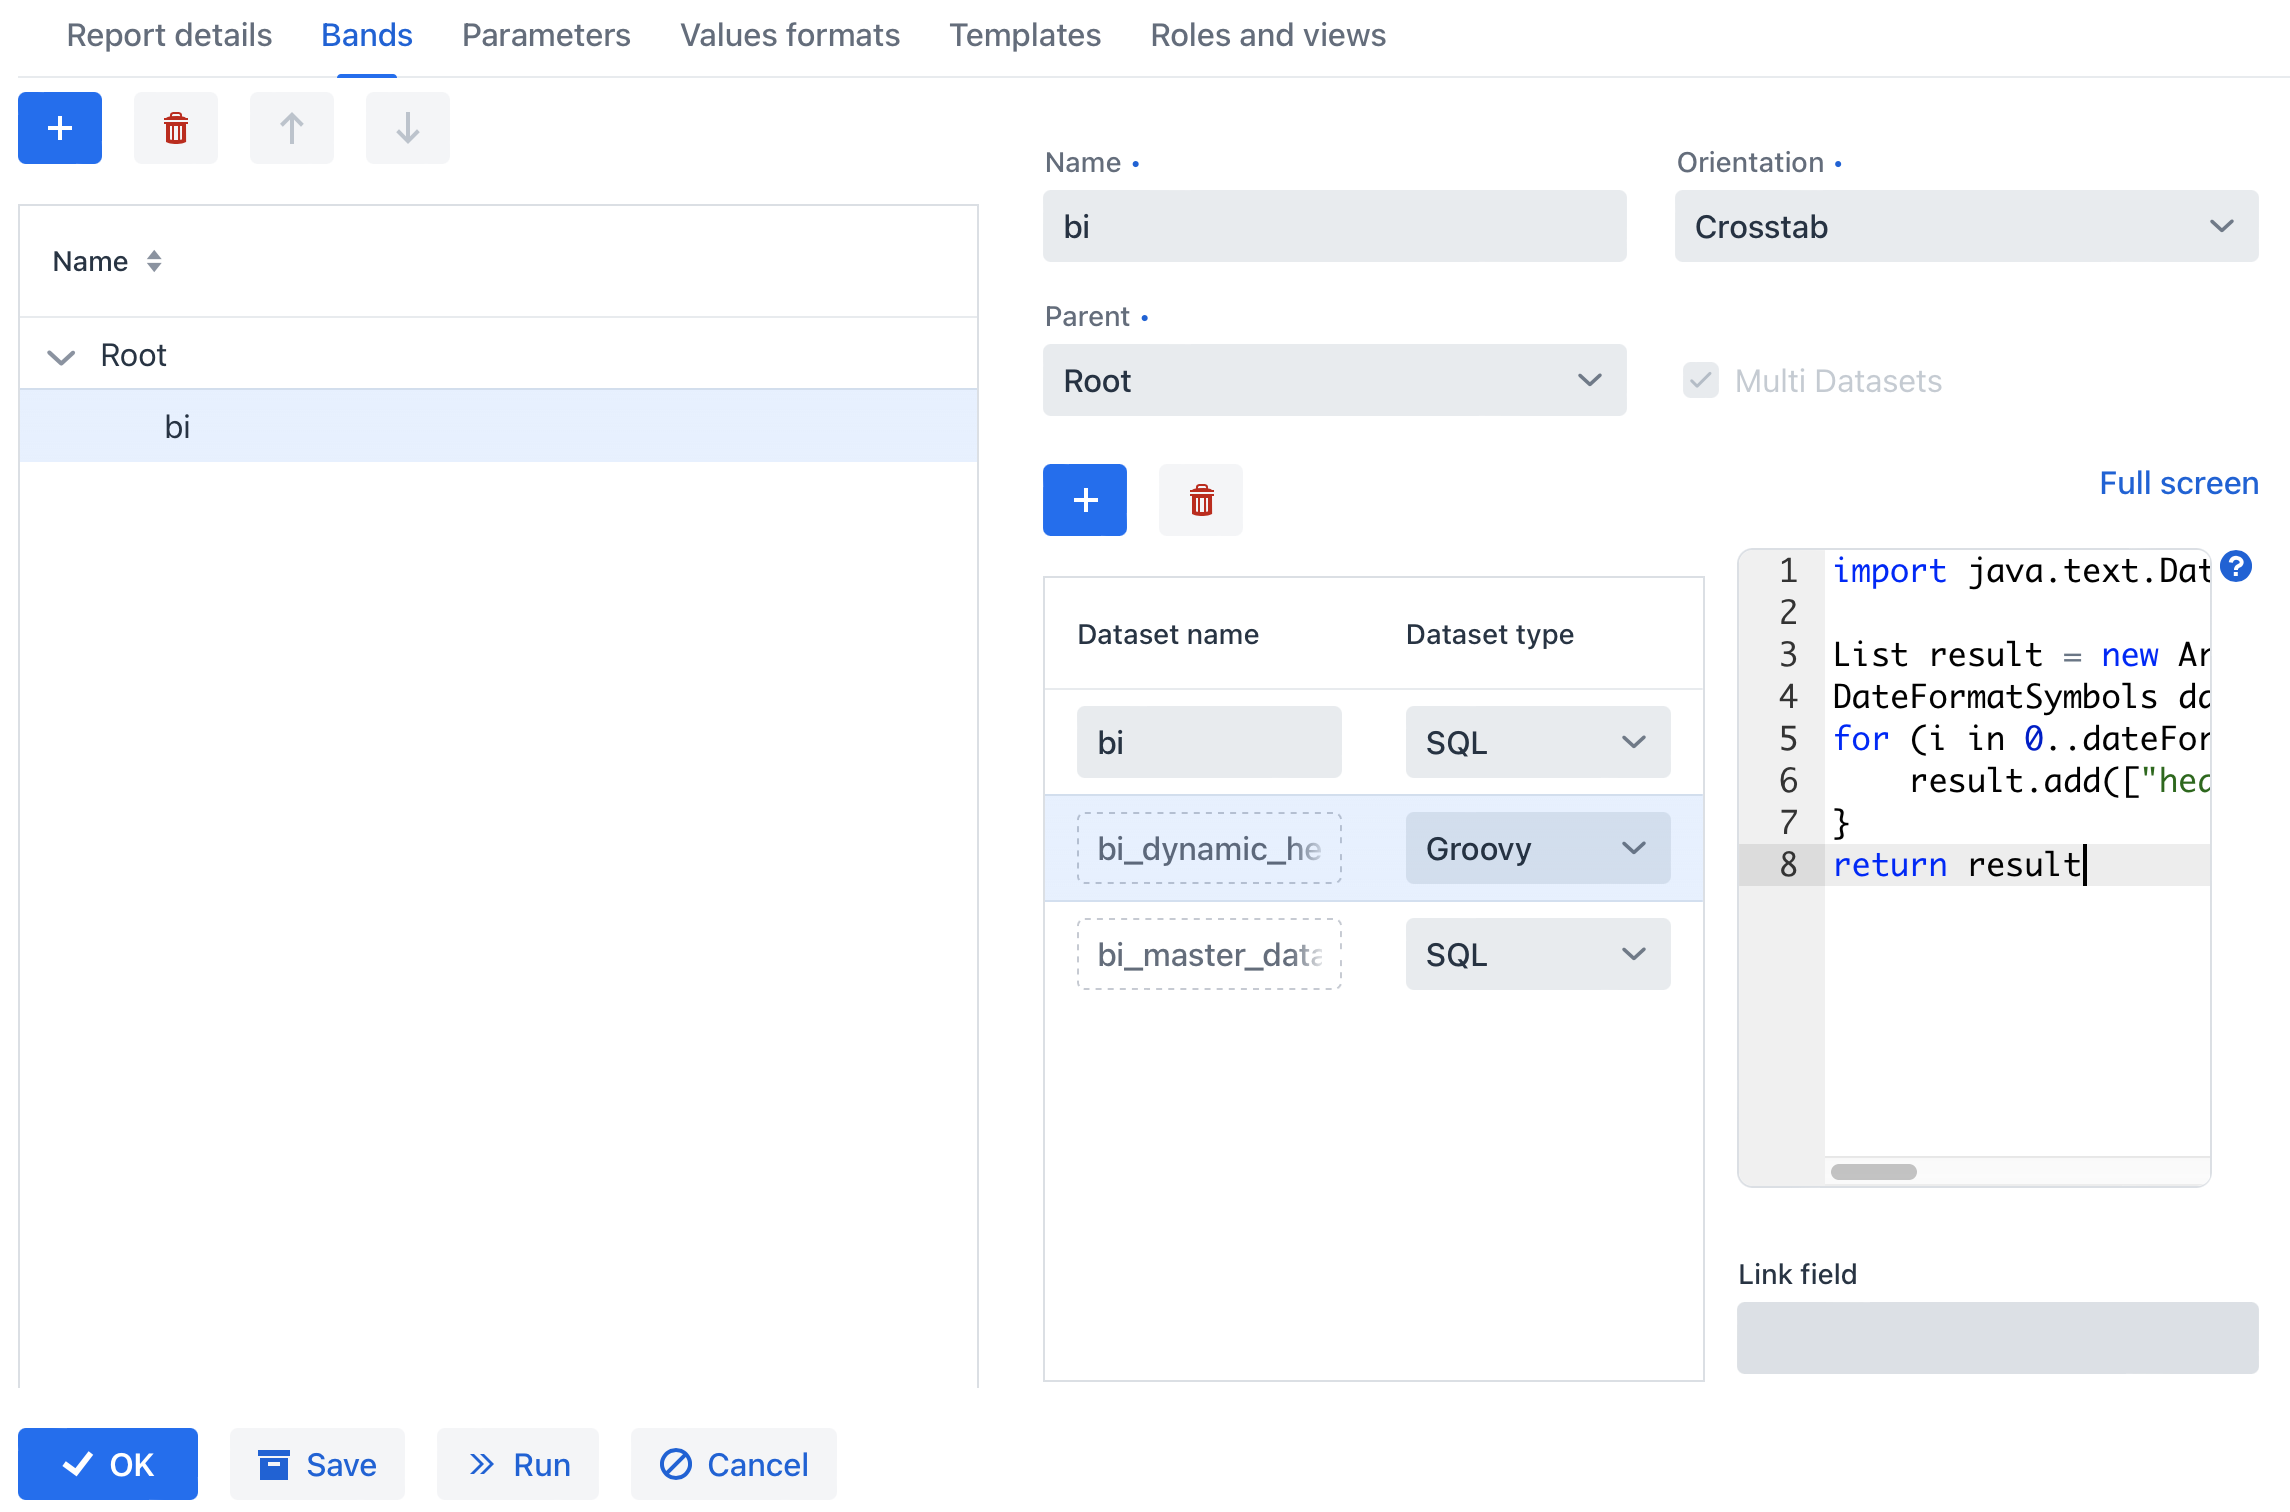 Report details Bands Parameters Values formats Templates Roles and views
Name
Root
bi
Name •
bi
Orientation •
Crosstab
Parent •
Root
Multi Datasets
Full screen
Dataset name Dataset type
bi SQL
bi_dynamic_he Groovy
bi_master_data SQL
1 import java.text.Dat
2
3 List result = new Ar
4 DateFormatSymbols da
5 for (i in 0..dateFor
6 result.add(["hea
7 }
8 return result
?
Link field
OK Save Run Cancel